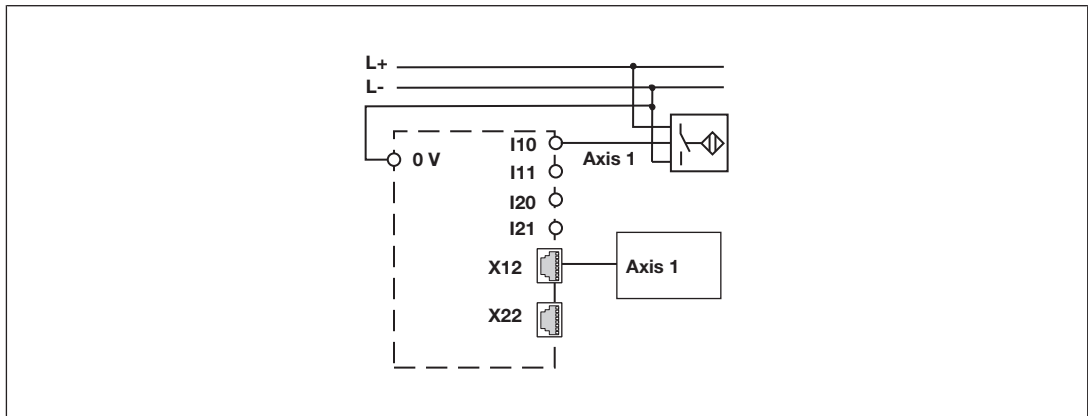 L+
L-
0 V
I10
Axis 1
I11
I20
I21
X12
Axis 1
X22